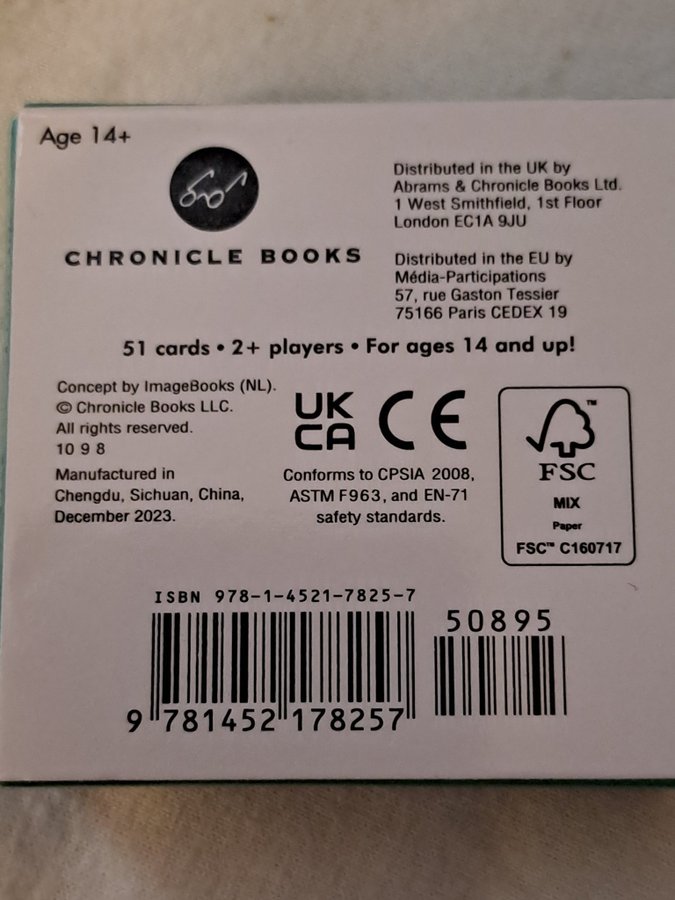 Age 14+
CHRONICLE BOOKS
Distributed in the UK by
Abrams & Chronicle Books Ltd.
1 West Smithfield, 1st Floor
London EC1A 9JU
Distributed in the EU by
Média-Participations
57, rue Gaston Tessier
75166 Paris CEDEX 19
51 cards • 2+ players • For ages 14 and up!
Concept by ImageBooks (NL).
© Chronicle Books LLC.
All rights reserved.
10 9 8
Manufactured in
Chengdu, Sichuan, China,
December 2023.
UK
CA
CE
Conforms to CPSIA 2008,
ASTM F963, and EN-71
safety standards.
™
FSC
MIX
Paper
FSC™ C160717
ISBN 978-1-4521-7825-7
50895
9 781452 178257